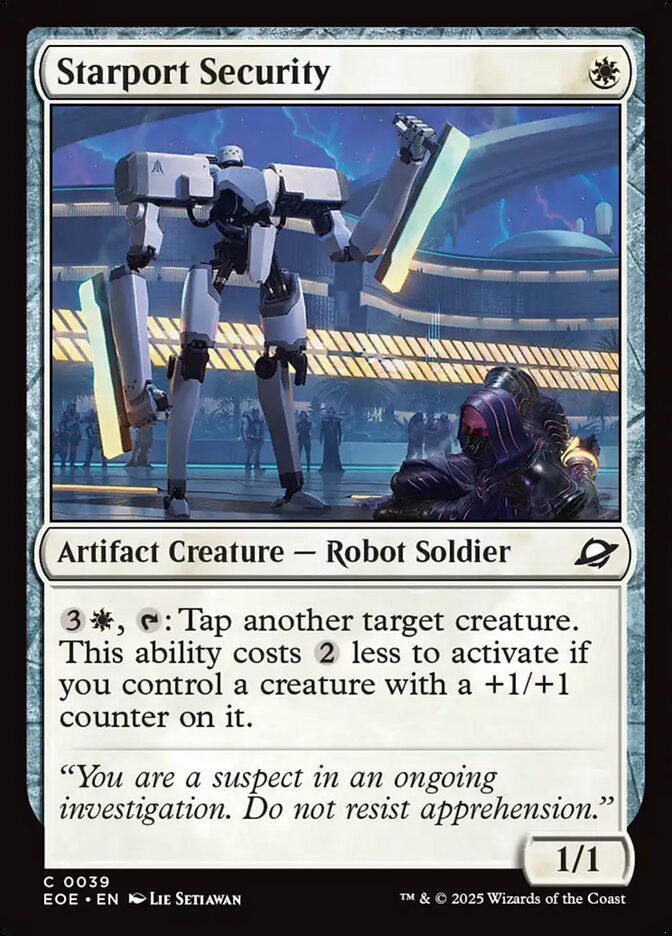 Starport Security
Artifact Creature — Robot Soldier
3, : Tap another target creature.
This ability costs 2 less to activate if
you control a creature with a +1/+1
counter on it.
“You are a suspect in an ongoing
investigation. Do not resist apprehension.”
1/1
C 0039
EOE • EN Lie Setiawan
™ & © 2025 Wizards of the Coast